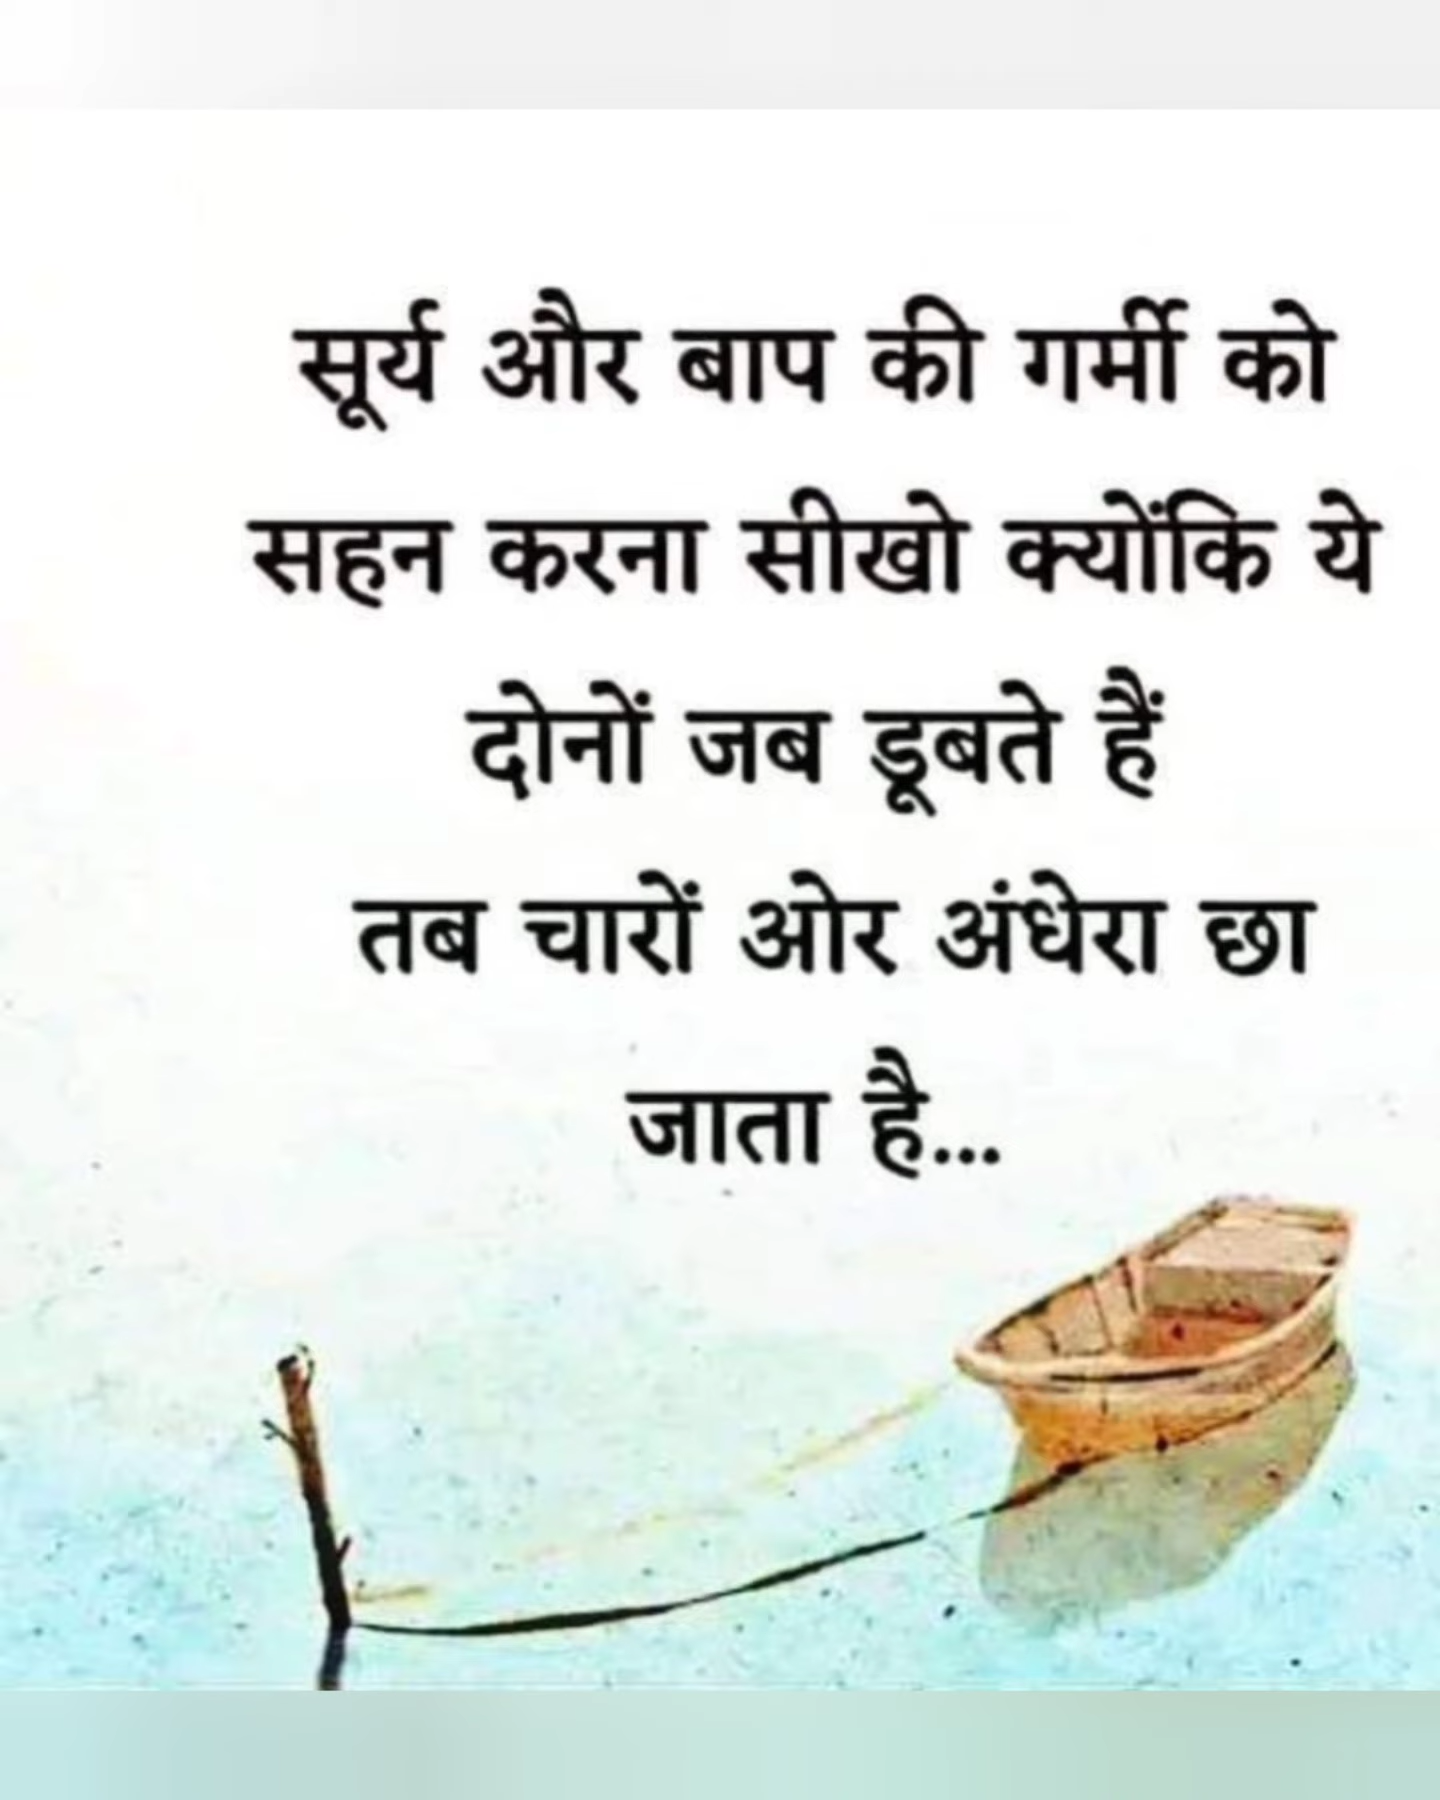 सूर्य और बाप की गर्मी को
सहन करना सीखो क्योंकि ये
दोनों जब डूबते हैं
तब चारों ओर अंधेरा छा
जाता है...